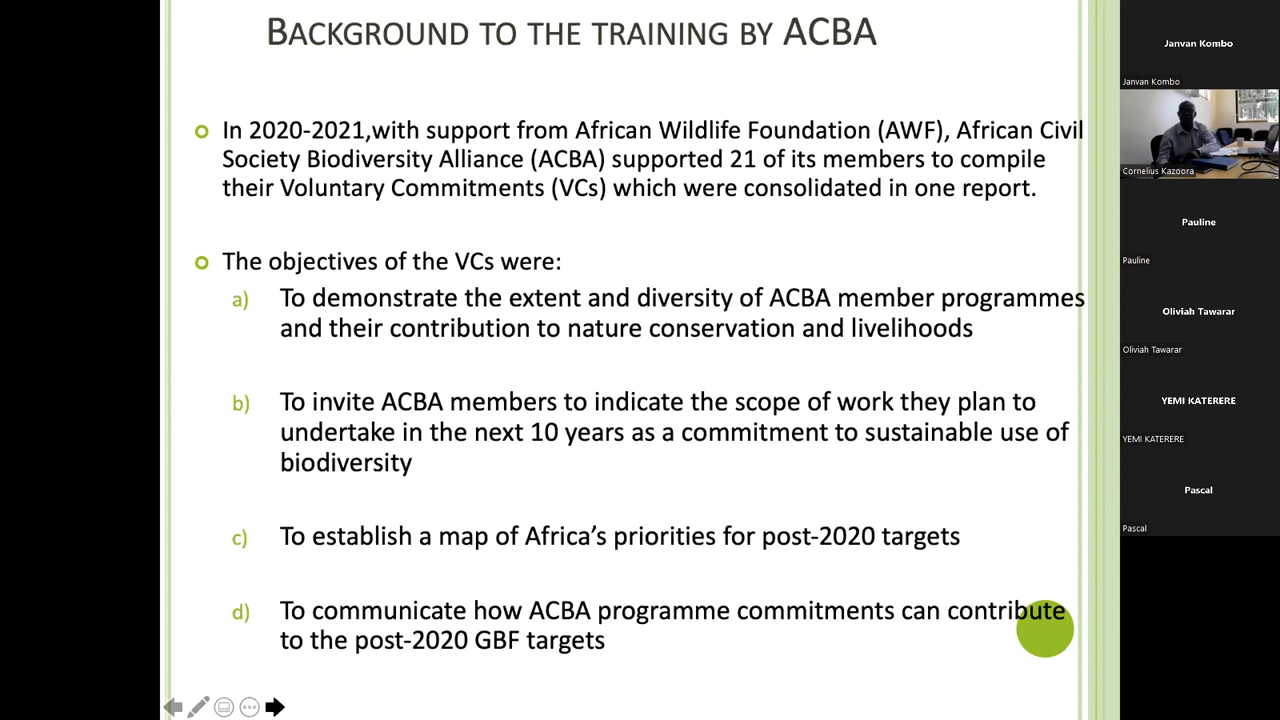 BACKGROUND TO THE TRAINING BY ACBA
In 2020-2021,with support from African Wildlife Foundation (AWF), African Civil
Society Biodiversity Alliance (ACBA) supported 21 of its members to compile
their Voluntary Commitments (VCs) which were consolidated in one report.
The objectives of the VCs were:
a) To demonstrate the extent and diversity of ACBA member programmes
and their contribution to nature conservation and livelihoods
b) To invite ACBA members to indicate the scope of work they plan to
undertake in the next 10 years as a commitment to sustainable use of
biodiversity
c) To establish a map of Africa’s priorities for post-2020 targets
d) To communicate how ACBA programme commitments can contribute
to the post-2020 GBF targets
Janvan Kombo
Janvan Kombo
Cornelius Kazoora
Pauline
Pauline
Oliviah Tawarar
Oliviah Tawarar
YEMI KATERERE
YEMI KATERERE
Pascal
Pascal